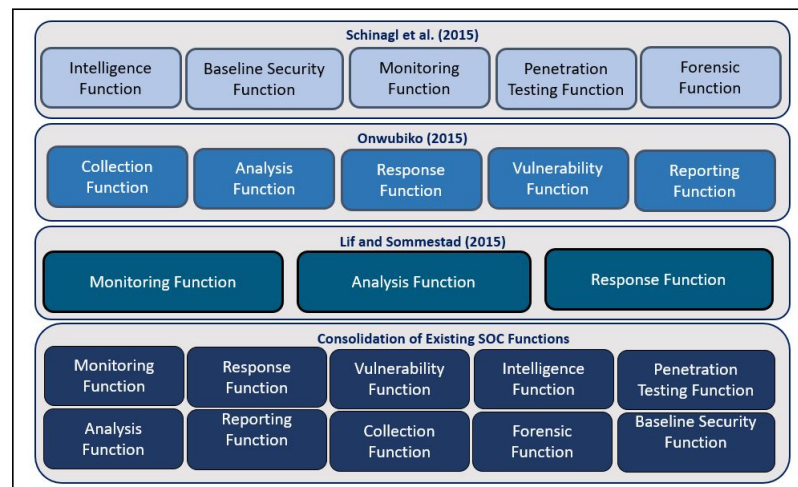 Schinagl et al. (2015)
Intelligence
Function
Baseline Security
Function
Monitoring
Function
Penetration
Testing Function
Forensic
Function
Onwubiko (2015)
Collection
Function
Analysis
Function
Response
Function
Vulnerability
Function
Reporting
Function
Lif and Sommestad (2015)
Monitoring Function
Analysis Function
Response Function
Consolidation of Existing SOC Functions
Monitoring
Function
Response
Function
Vulnerability
Function
Intelligence
Function
Penetration
Testing Function
Analysis
Function
Reporting
Function
Collection
Function
Forensic
Function
Baseline Security
Function